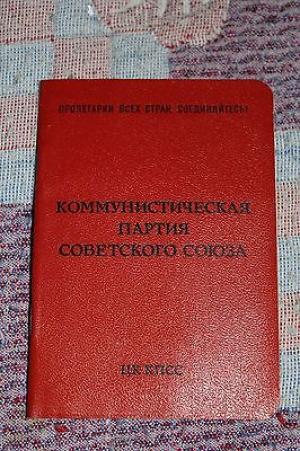 ПРОЛЕТАРИИ ВСЕХ СТРАН, СОЕДИНЯЙТЕСЬ!
КОММУНИСТИЧЕСКАЯ
ПАРТИЯ
СОВЕТСКОГО СОЮЗА
ЦК КПСС